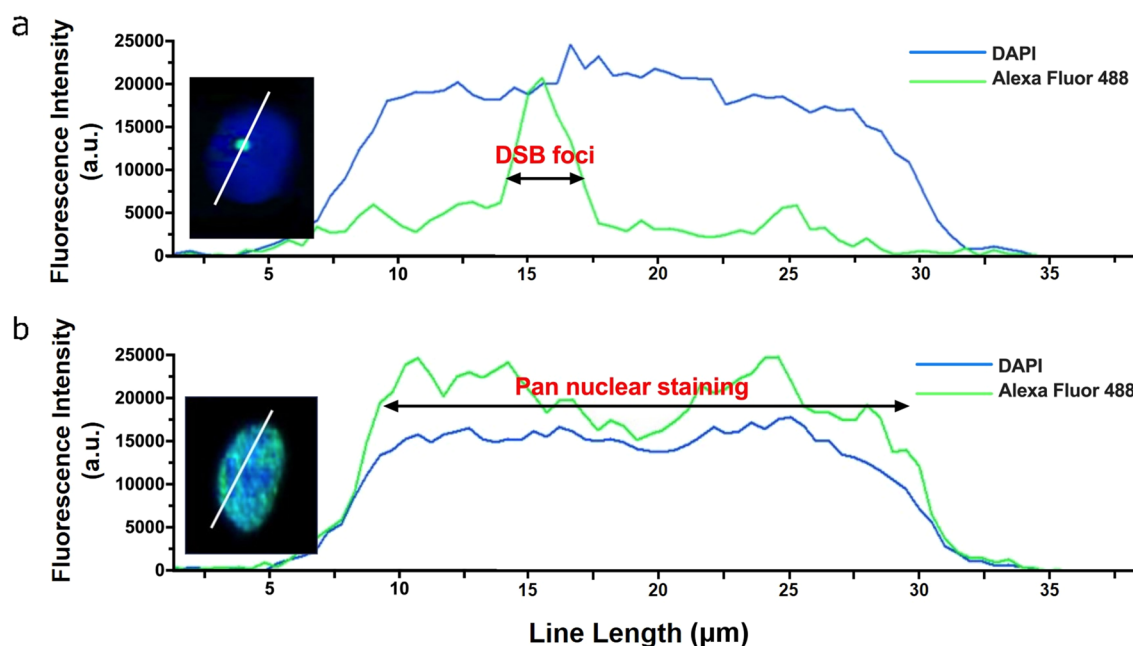 a
Fluorescence Intensity
(a.u.)
25000
20000
15000
10000
5000
0
5
10
15
20
25
30
35
DSB foci
DAPI
Alexa Fluor 488
b
Fluorescence Intensity
(a.u.)
25000
20000
15000
10000
5000
0
5
10
15
20
25
30
35
Pan nuclear staining
DAPI
Alexa Fluor 488
Line Length (µm)